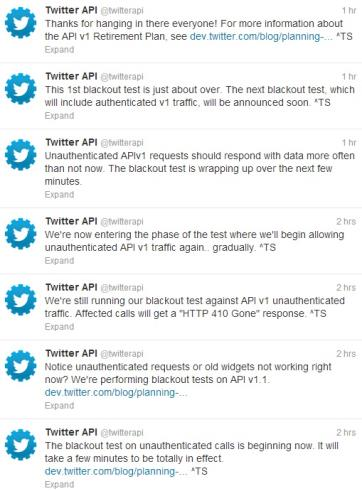 Twitter API @twitterapi 1 hr
Thanks for hanging in there everyone! For more information about
the API v1 Retirement Plan, see dev.twitter.com/blog/planning-... ^TS
Expand
Twitter API @twitterapi 1 hr
This 1st blackout test is just about over. The next blackout test, which
will include authenticated v1 traffic, will be announced soon. ^TS
Expand
Twitter API @twitterapi 1 hr
Unauthenticated APIv1 requests should respond with data more often
than not now. The blackout test is wrapping up over the next few
minutes.
Expand
Twitter API @twitterapi 2 hrs
We're now entering the phase of the test where we'll begin allowing
unauthenticated API v1 traffic again.. gradually. ^TS
Expand
Twitter API @twitterapi 2 hrs
We're still running our blackout test against API v1 unauthenticated
traffic. Affected calls will get a "HTTP 410 Gone" response. ^TS
Expand
Twitter API @twitterapi 2 hrs
Notice unauthenticated requests or old widgets not working right
now? We're performing blackout tests on API v1.1.
dev.twitter.com/blog/planning-...
Expand
Twitter API @twitterapi 2 hrs
The blackout test on unauthenticated calls is beginning now. It will
take a few minutes to be totally in effect.
dev.twitter.com/blog/planning-... ^TS
Expand